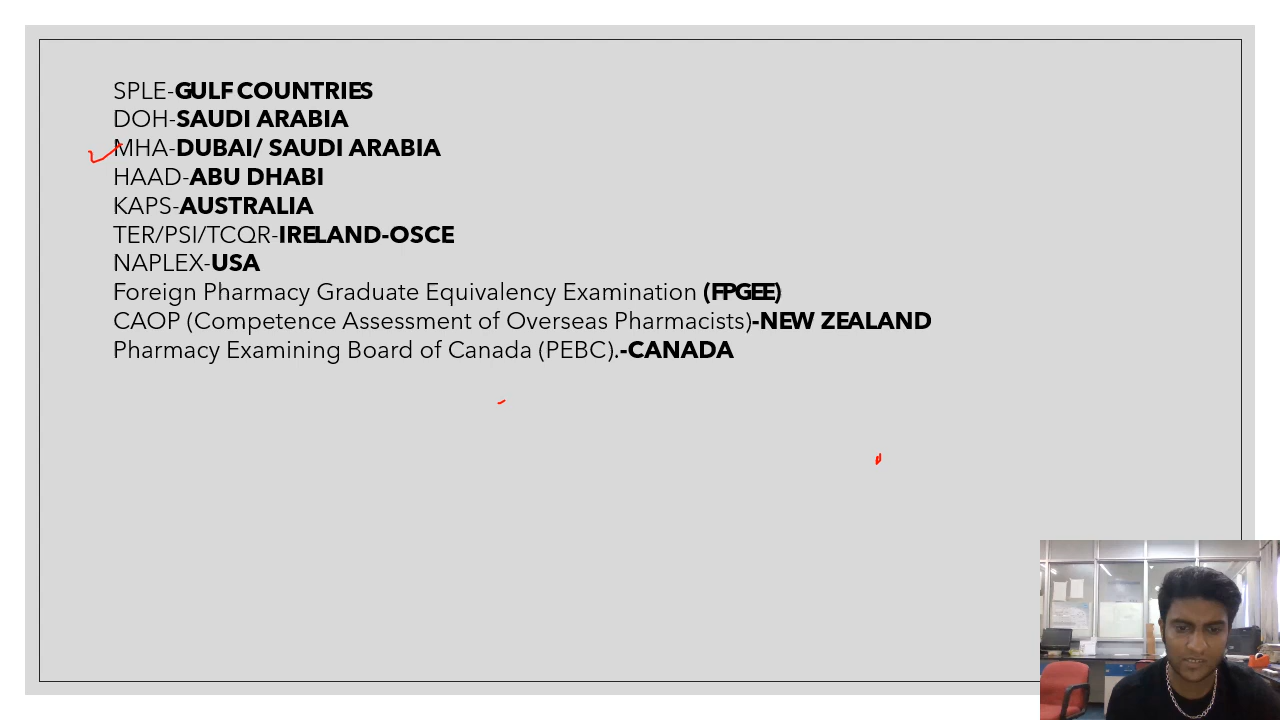 SPLE-GULF COUNTRIES
DOH-SAUDI ARABIA
MHA-DUBAI/ SAUDI ARABIA
HAAD-ABU DHABI
KAPS-AUSTRALIA
TER/PSI/TCQR-IRELAND-OSCE
NAPLEX-USA
Foreign Pharmacy Graduate Equivalency Examination (FPGEE)
CAOP (Competence Assessment of Overseas Pharmacists)-NEW ZEALAND
Pharmacy Examining Board of Canada (PEBC).-CANADA